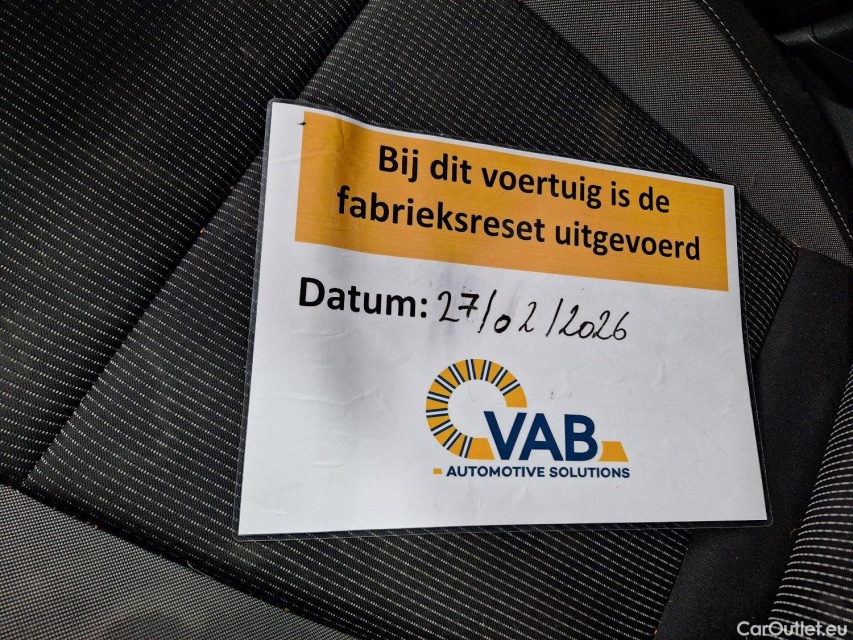 Bij dit voertuig is de
fabrieksreset uitgevoerd
Datum: 27/02/2026
VAB
AUTOMOTIVE SOLUTIONS
CarOutlet.eu